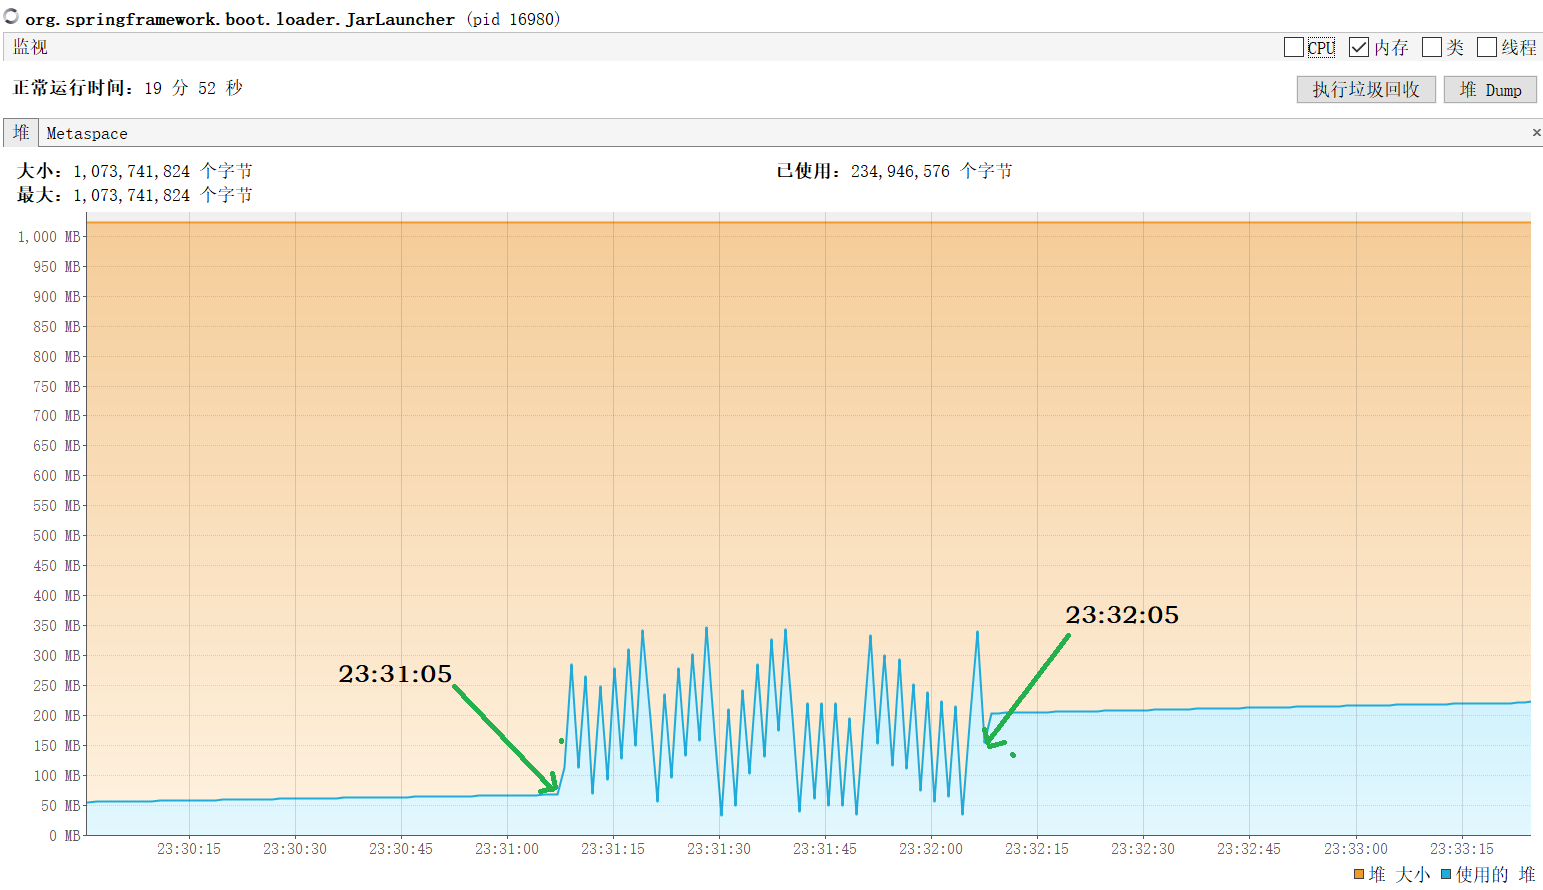 org.springframework.boot.loader.JarLauncher (pid 16980)
监视
CPU 内存 类 线程
正常运行时间: 19 分 52 秒
执行垃圾回收 堆 Dump
堆 Metaspace ×
大小: 1,073,741,824 个字节
已使用: 234,946,576 个字节
最大: 1,073,741,824 个字节
1,000 MB
950 MB
900 MB
850 MB
800 MB
750 MB
700 MB
650 MB
600 MB
550 MB
500 MB
450 MB
400 MB
350 MB
300 MB
250 MB
200 MB
150 MB
100 MB
50 MB
0 MB
23:31:05
23:32:05
23:30:15 23:30:30 23:30:45 23:31:00 23:31:15 23:31:30 23:31:45 23:32:00 23:32:15 23:32:30 23:32:45 23:33:00 23:33:15
堆 大小 使用的 堆